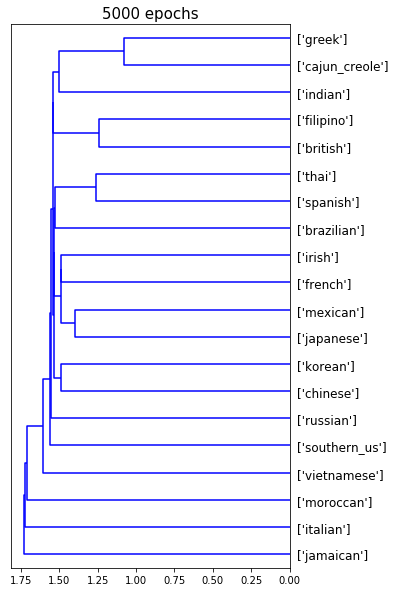 5000 epochs
['greek']
['cajun_creole']
['indian']
['filipino']
['british']
['thai']
['spanish']
['brazilian']
['irish']
['french']
['mexican']
['japanese']
['korean']
['chinese']
['russian']
['southern_us']
['vietnamese']
['moroccan']
['italian']
['jamaican']
1.75 1.50 1.25 1.00 0.75 0.50 0.25 0.00